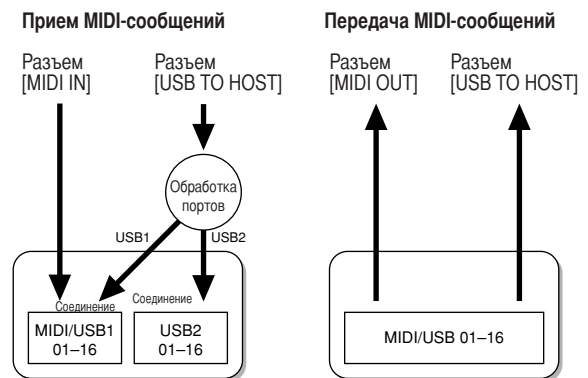 Прием MIDI-сообщений
Разъем
[MIDI IN]
Разъем
[USB TO HOST]
Обработка
портов
USB1
USB2
Соединение
Соединение
MIDI/USB1
01–16
USB2
01–16
Передача MIDI-сообщений
Разъем
[MIDI OUT]
Разъем
[USB TO HOST]
MIDI/USB 01–16